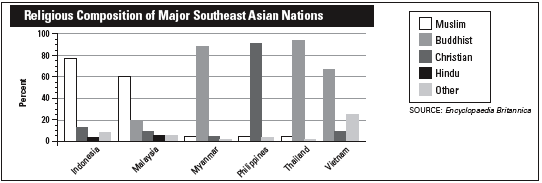 Religious Composition of Major Southeast Asian Nations
100
80
60
40
20
0
Percent
Indonesia
Malaysia
Myanmar
Philippines
Thailand
Vietnam
Muslim
Buddhist
Christian
Hindu
Other
SOURCE: Encyclopaedia Britannica